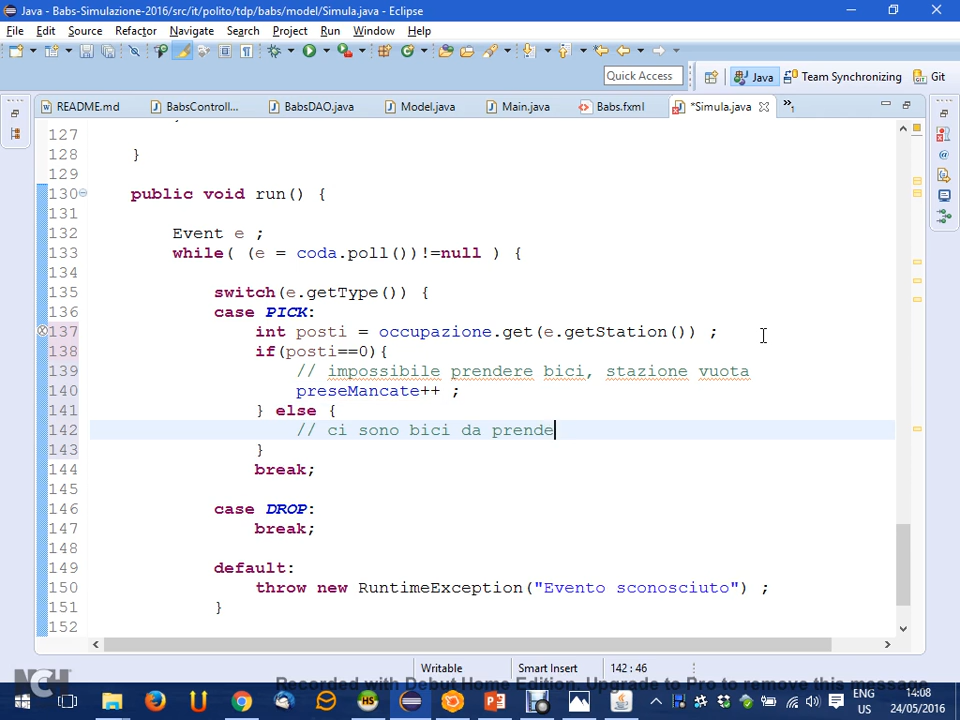 Java - Babs-Simulazione-2016/src/it/polito/tdp/babs/model/Simula.java - Eclipse
File Edit Source Refactor Navigate Search Project Run Window Help
Quick Access Java Team Synchronizing Git
README.md BabsControll... BabsDAO.java Model.java Main.java Babs.fxml *Simula.java »1
127
128 }
129
130 public void run() {
131
132 Event e ;
133 while( (e = coda.poll())!=null ) {
134
135 switch(e.getType()) {
136 case PICK:
137 int posti = occupazione.get(e.getStation()) ;
138 if(posti==0){
139 // impossibile prendere bici, stazione vuota
140 preseMancate++ ;
141 } else {
142 // ci sono bici da prende
143 }
144 break;
145
146 case DROP:
147 break;
148
149 default:
150 throw new RuntimeException("Evento sconosciuto") ;
151 }
152
Writable Smart Insert 142 : 46
NCH
Recorded with Debut Home Edition. Upgrade to Pro to remove this message
HS
ENG 14:08
US 24/05/2016